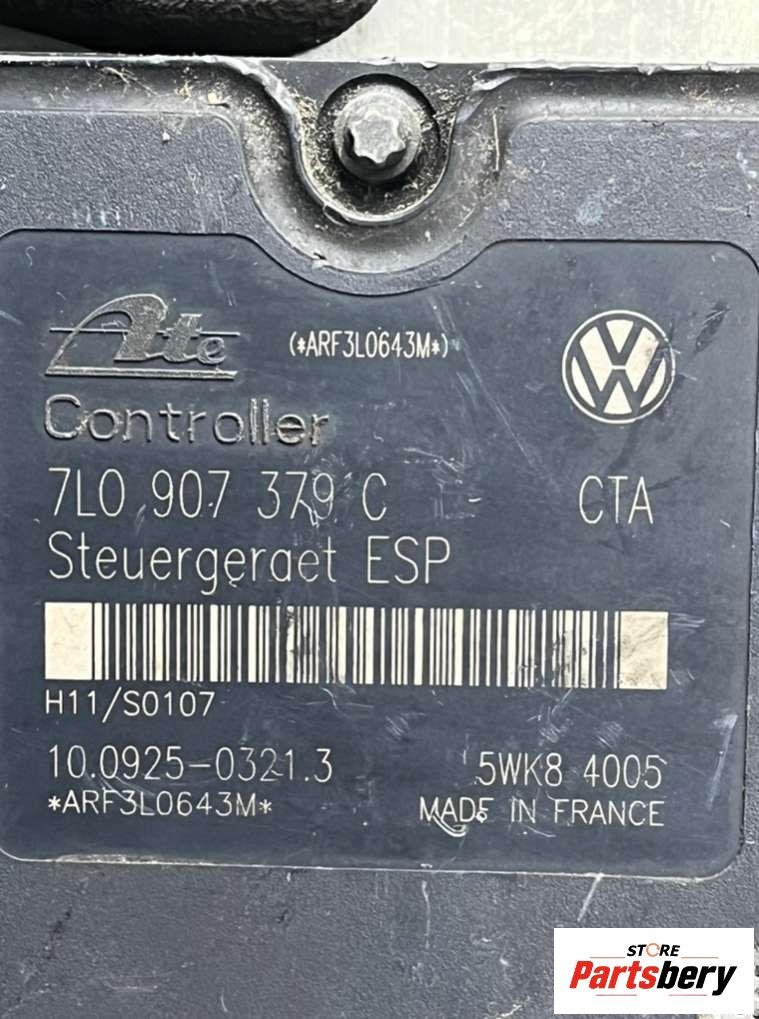 Ate
(*ARF3L0643M*)
Controller
7L0 907 379 C
CTA
Steuergeraet ESP
H11/S0107
10.0925-0321.3
5WK8 4005
*ARF3L0643M*
MADE IN FRANCE
STORE
Partsbery